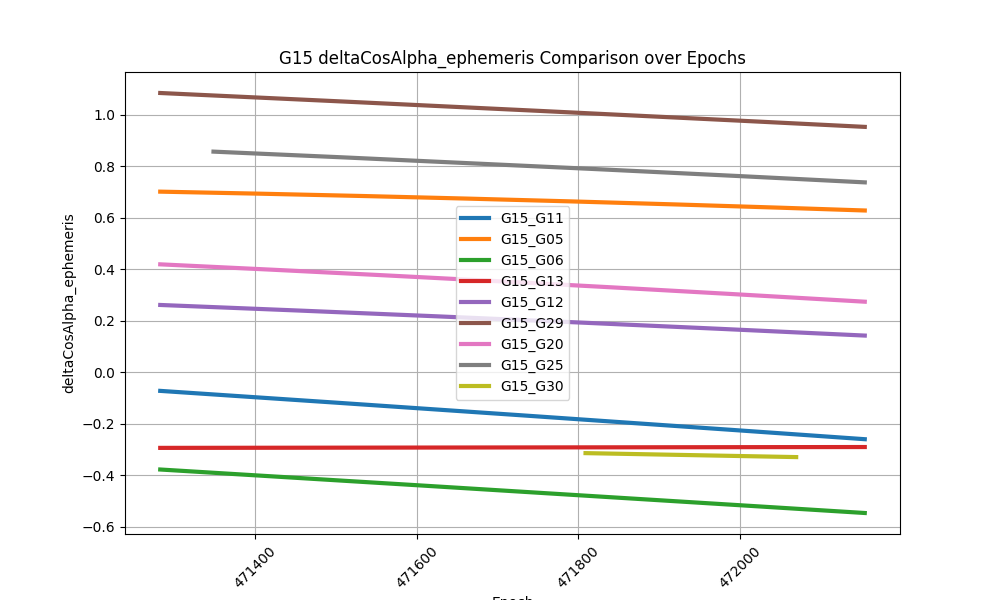 G15 deltaCosAlpha_ephemeris Comparison over Epochs
deltaCosAlpha_ephemeris
1.0
0.8
0.6
0.4
0.2
0.0
−0.2
−0.4
−0.6
G15_G11
G15_G05
G15_G06
G15_G13
G15_G12
G15_G29
G15_G20
G15_G25
G15_G30
471400
471600
471800
472000
Epoch